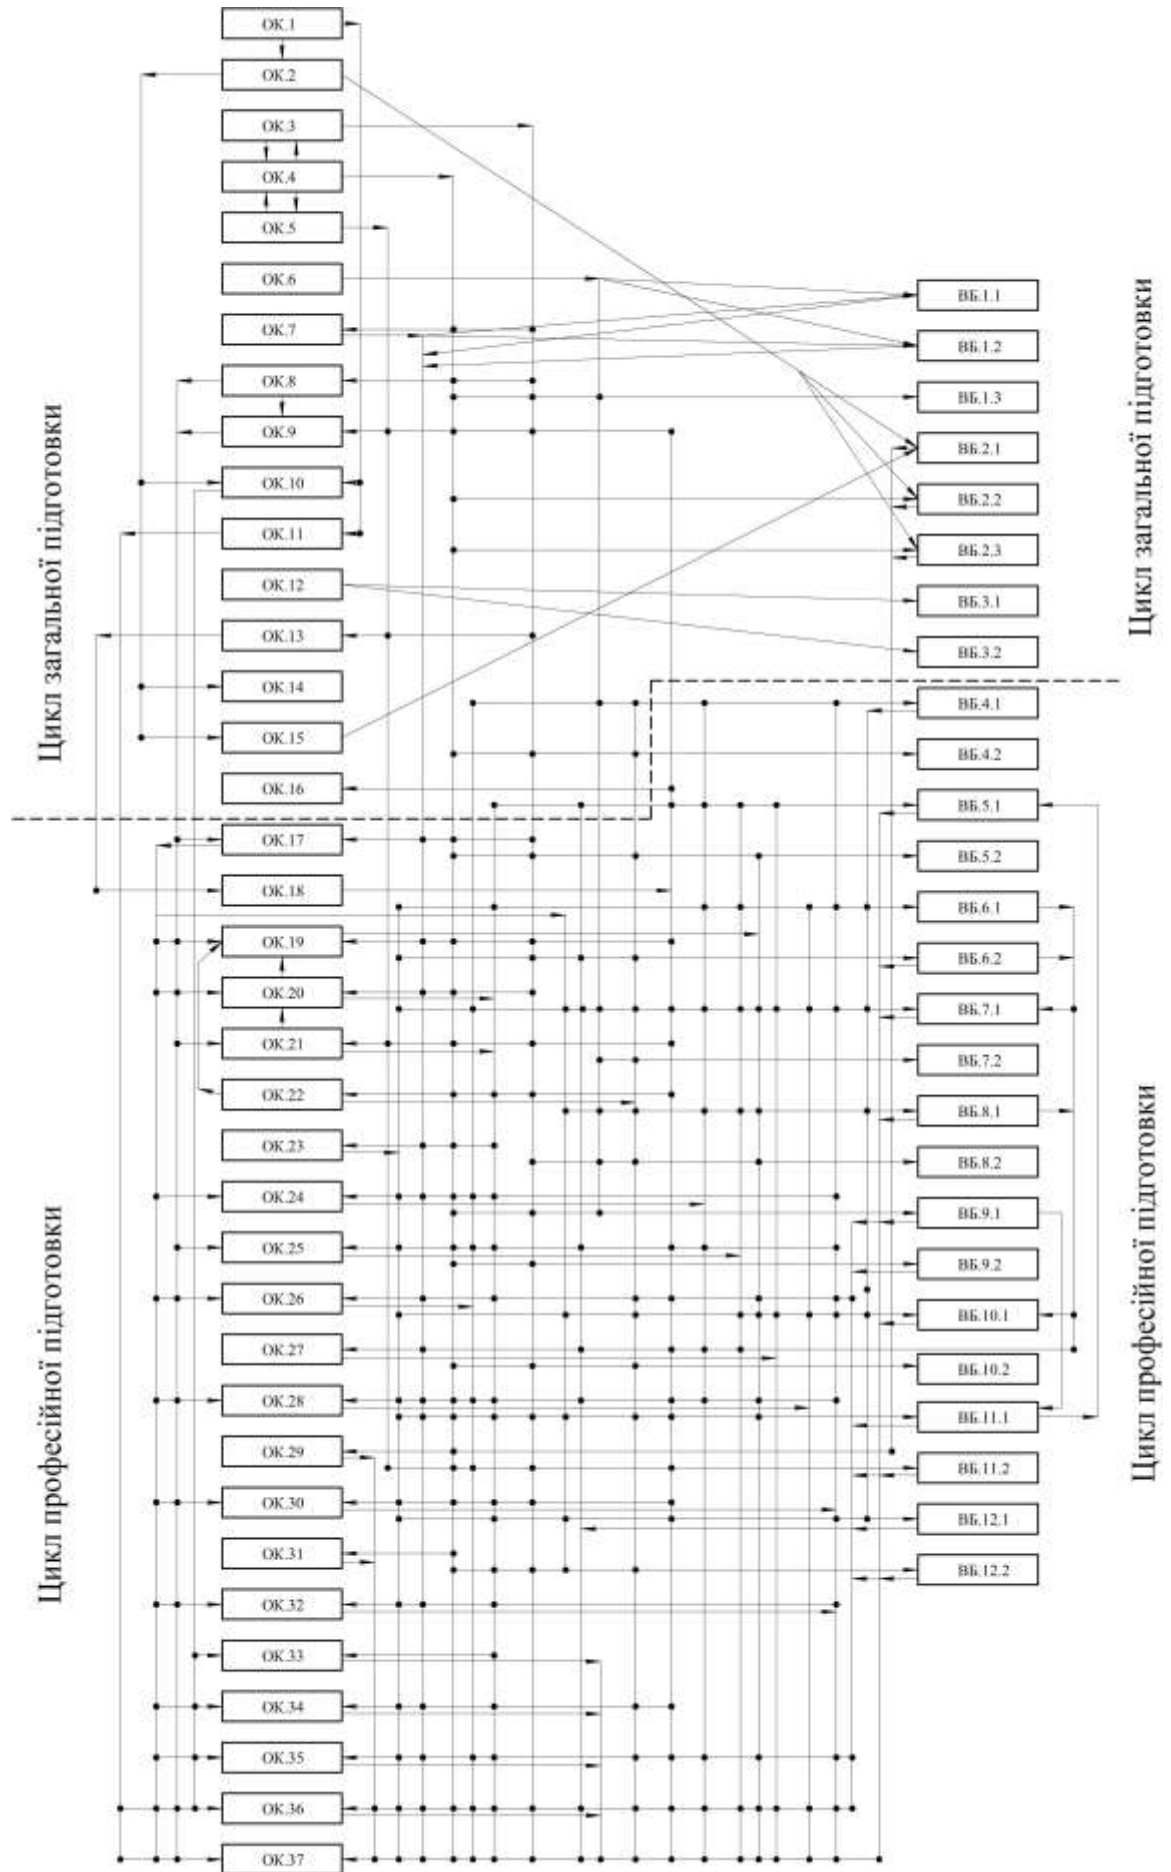 ОК.1
ОК.2
ОК.3
ОК.4
ОК.5
ОК.6
ОК.7
ОК.8
ОК.9
ОК.10
ОК.11
ОК.12
ОК.13
ОК.14
ОК.15
ОК.16
ОК.17
ОК.18
ОК.19
ОК.20
ОК.21
ОК.22
ОК.23
ОК.24
ОК.25
ОК.26
ОК.27
ОК.28
ОК.29
ОК.30
ОК.31
ОК.32
ОК.33
ОК.34
ОК.35
ОК.36
ОК.37
ВБ.1.1
ВБ.1.2
ВБ.1.3
ВБ.2.1
ВБ.2.2
ВБ.2.3
ВБ.3.1
ВБ.3.2
ВБ.4.1
ВБ.4.2
ВБ.5.1
ВБ.5.2
ВБ.6.1
ВБ.6.2
ВБ.7.1
ВБ.7.2
ВБ.8.1
ВБ.8.2
ВБ.9.1
ВБ.9.2
ВБ.10.1
ВБ.10.2
ВБ.11.1
ВБ.11.2
ВБ.12.1
ВБ.12.2
Цикл загальної підготовки
Цикл професійної підготовки
Цикл загальної підготовки
Цикл професійної підготовки